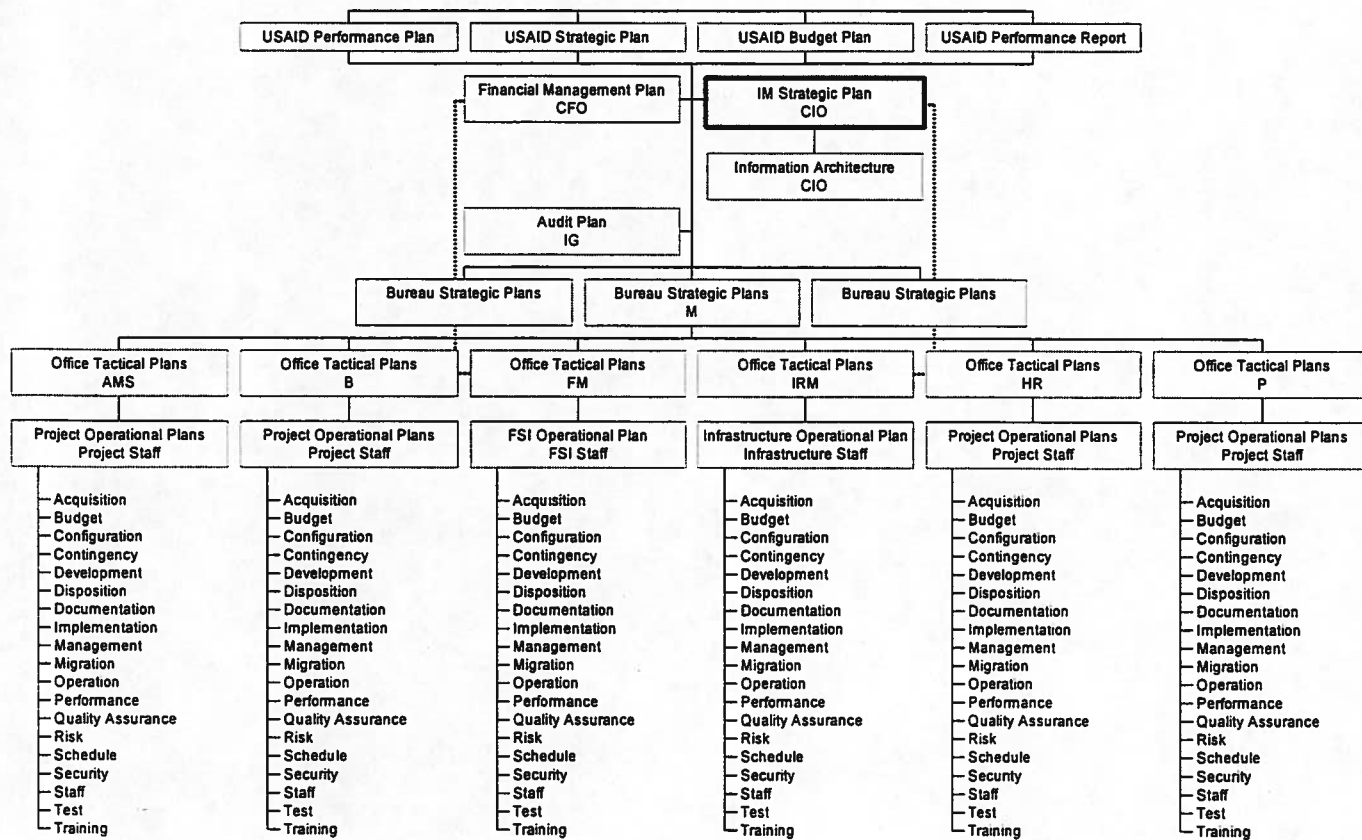 USAID Performance Plan
USAID Strategic Plan
USAID Budget Plan
USAID Performance Report
Financial Management Plan
CFO
IM Strategic Plan
CIO
Information Architecture
CIO
Audit Plan
IG
Bureau Strategic Plans
Bureau Strategic Plans
M
Bureau Strategic Plans
Office Tactical Plans
AMS
Office Tactical Plans
B
Office Tactical Plans
FM
Office Tactical Plans
IRM
Office Tactical Plans
HR
Office Tactical Plans
P
Project Operational Plans
Project Staff
Project Operational Plans
Project Staff
FSI Operational Plan
FSI Staff
Infrastructure Operational Plan
Infrastructure Staff
Project Operational Plans
Project Staff
Project Operational Plans
Project Staff
Acquisition
Budget
Configuration
Contingency
Development
Disposition
Documentation
Implementation
Management
Migration
Operation
Performance
Quality Assurance
Risk
Schedule
Security
Staff
Test
Training
Acquisition
Budget
Configuration
Contingency
Development
Disposition
Documentation
Implementation
Management
Migration
Operation
Performance
Quality Assurance
Risk
Schedule
Security
Staff
Test
Training
Acquisition
Budget
Configuration
Contingency
Development
Disposition
Documentation
Implementation
Management
Migration
Operation
Performance
Quality Assurance
Risk
Schedule
Security
Staff
Test
Training
Acquisition
Budget
Configuration
Contingency
Development
Disposition
Documentation
Implementation
Management
Migration
Operation
Performance
Quality Assurance
Risk
Schedule
Security
Staff
Test
Training
Acquisition
Budget
Configuration
Contingency
Development
Disposition
Documentation
Implementation
Management
Migration
Operation
Performance
Quality Assurance
Risk
Schedule
Security
Staff
Test
Training
Acquisition
Budget
Configuration
Contingency
Development
Disposition
Documentation
Implementation
Management
Migration
Operation
Performance
Quality Assurance
Risk
Schedule
Security
Staff
Test
Training